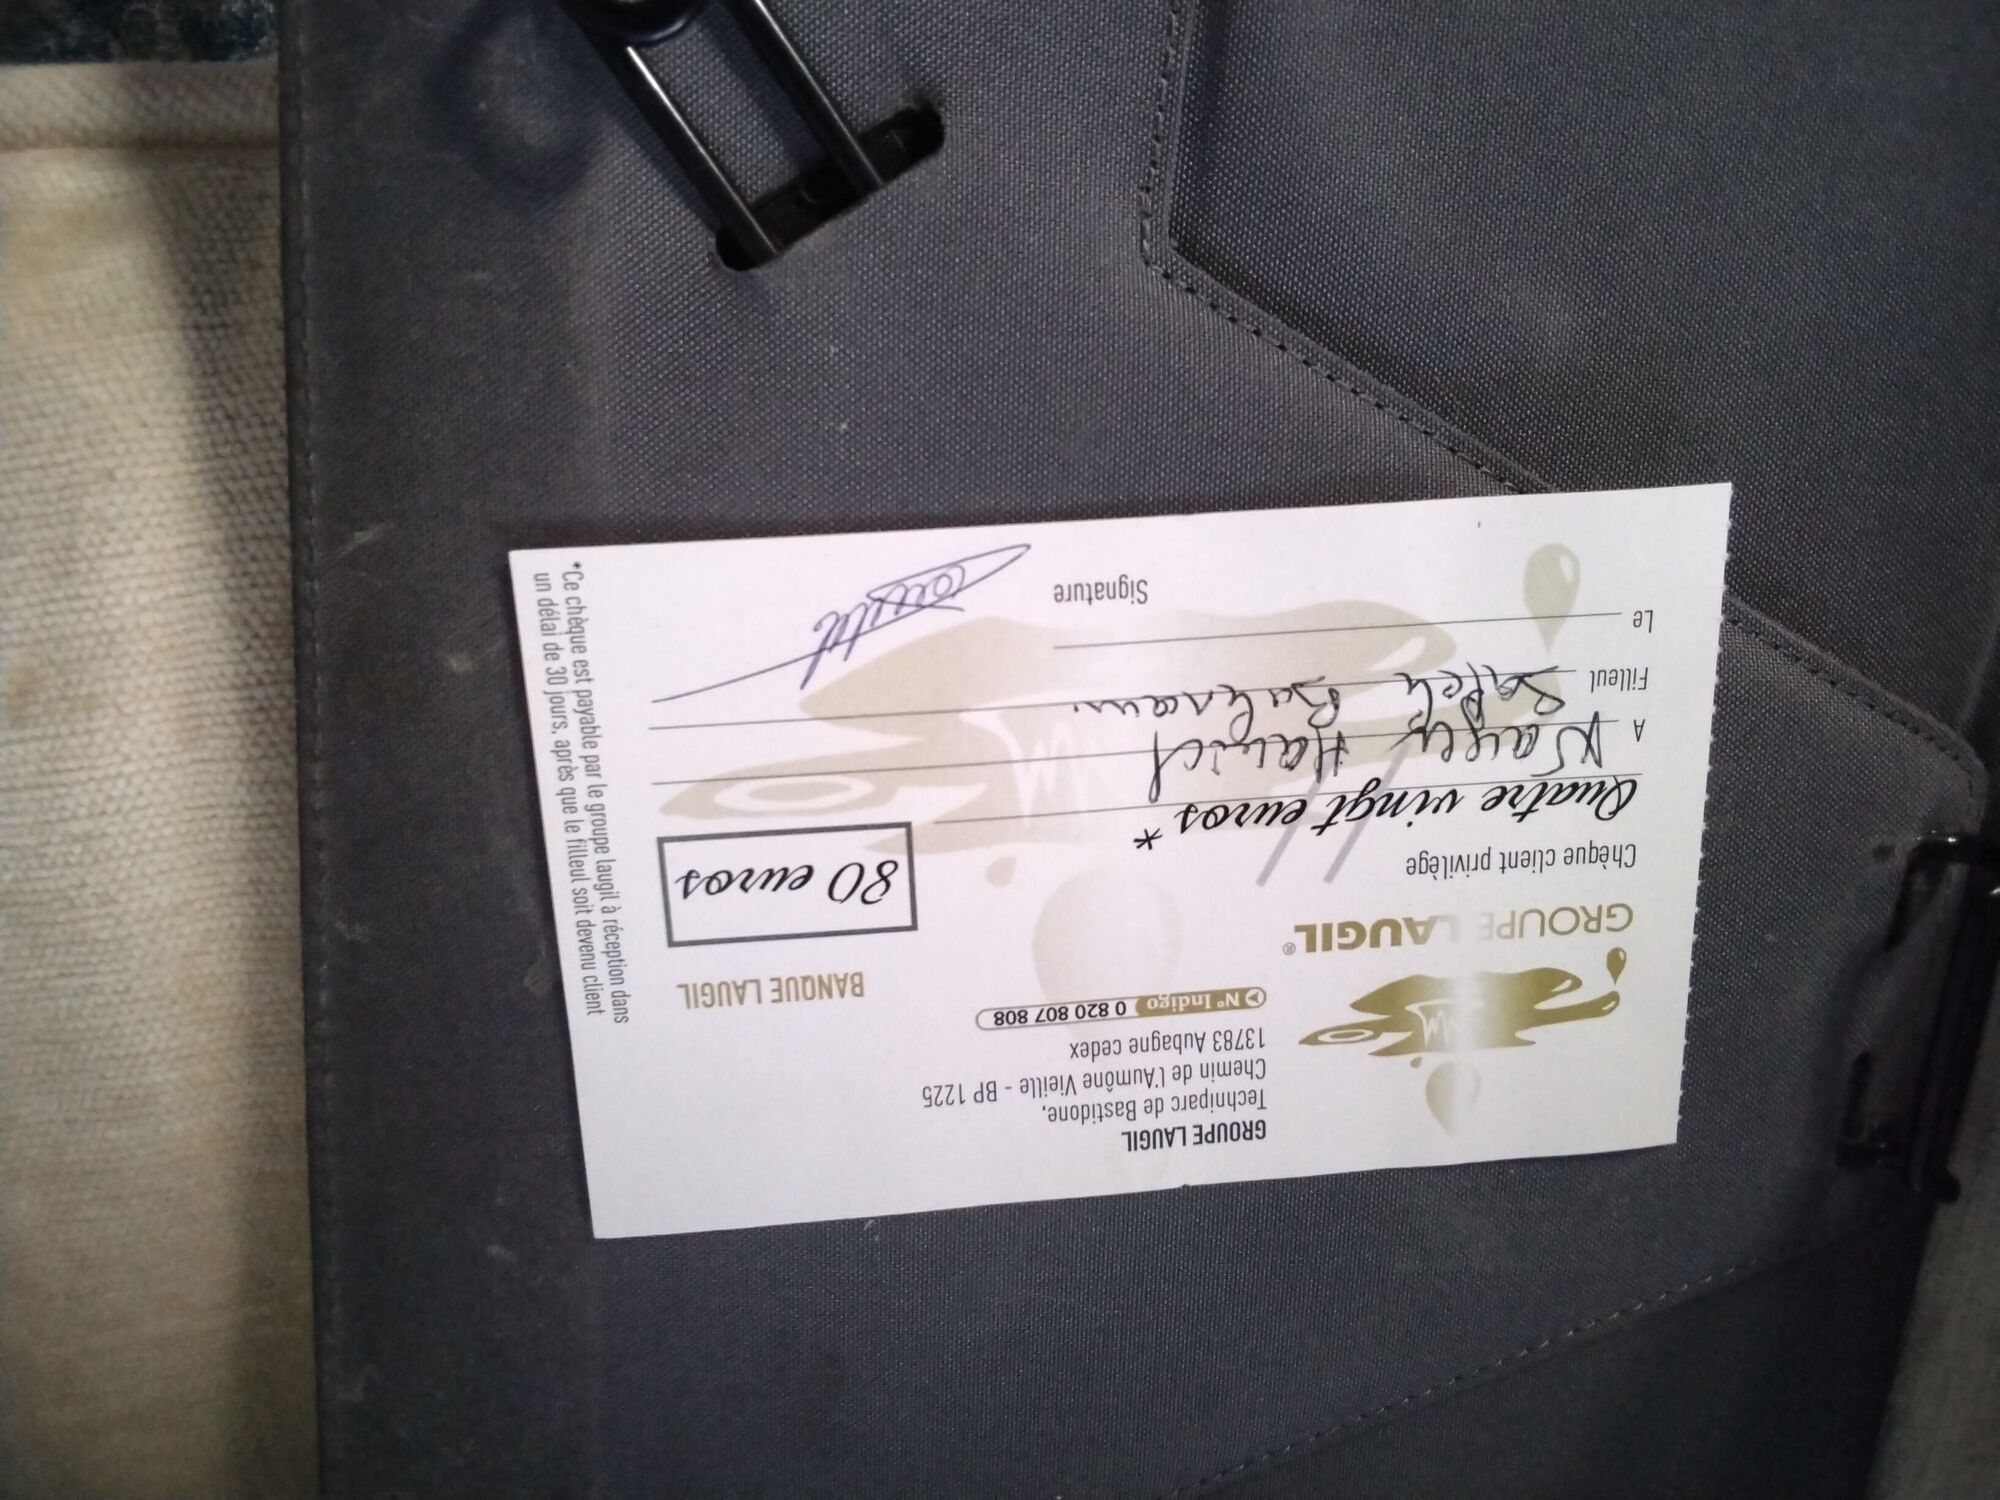 GROUPE LAUGIL
Techniparc de Bastidone,
Chemin de L'Aumône Vieille - BP 1225
13783 Aubagne cedex
N° Indigo 0 820 807 808
GROUPE LAUGIL®
BANQUE LAUGIL
Chèque client privilège
80 euros
Quatre vingt euros *
A
Filleul
Le
Signature
*Ce chèque est payable par le groupe laugil à réception dans
un délai de 30 jours, après que le filleul soit devenu client